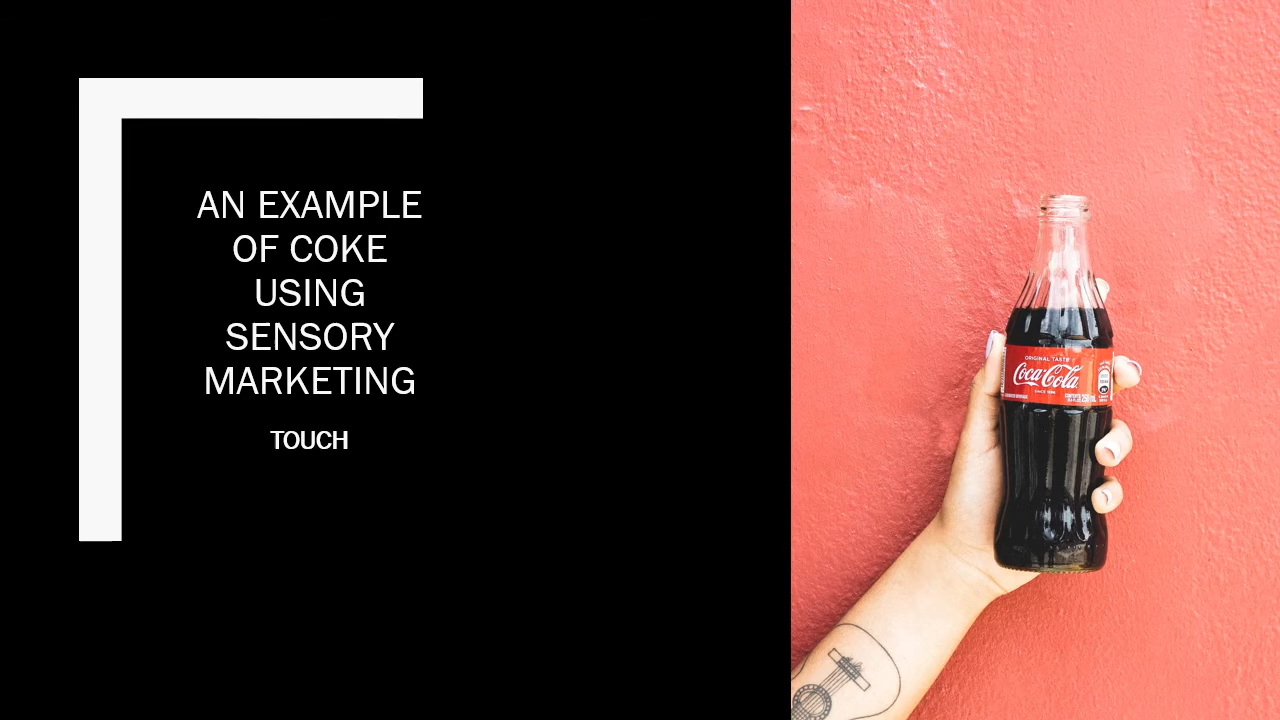 AN EXAMPLE
OF COKE
USING
SENSORY
MARKETING
TOUCH
ORIGINAL TASTE
Coca-Cola